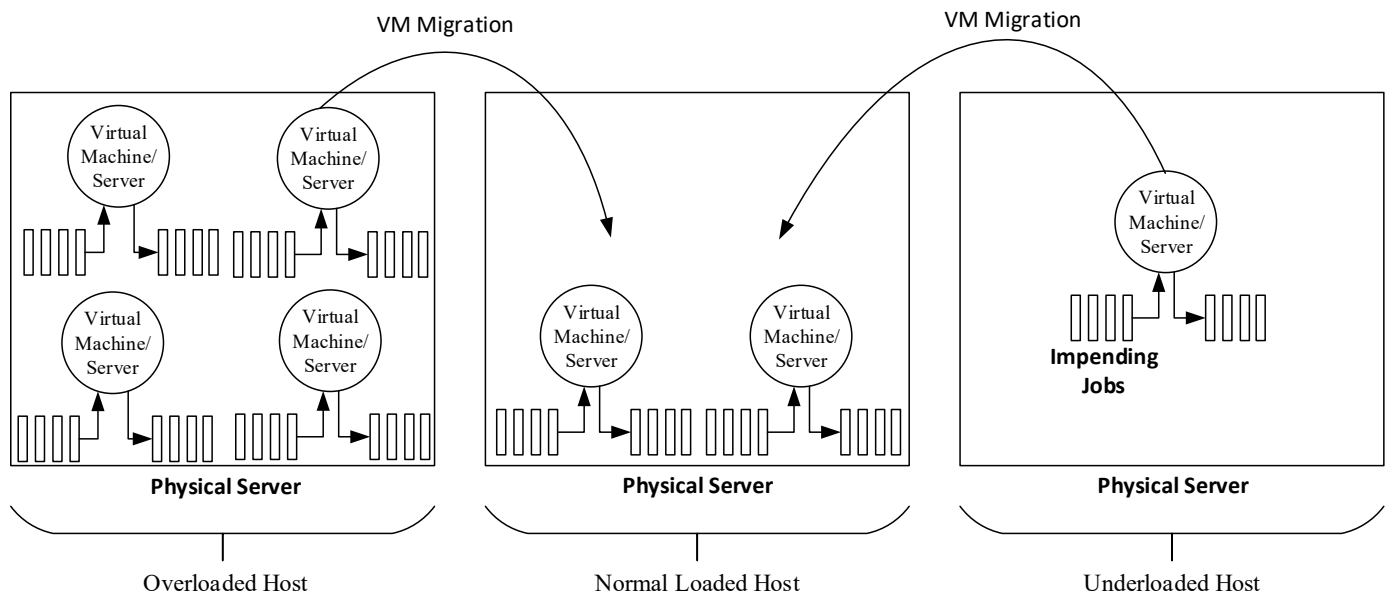 VM Migration
VM Migration
Virtual
Machine/
Server
Virtual
Machine/
Server
Virtual
Machine/
Server
Virtual
Machine/
Server
Virtual
Machine/
Server
Virtual
Machine/
Server
Virtual
Machine/
Server
Impending
Jobs
Physical Server
Physical Server
Physical Server
Overloaded Host
Normal Loaded Host
Underloaded Host